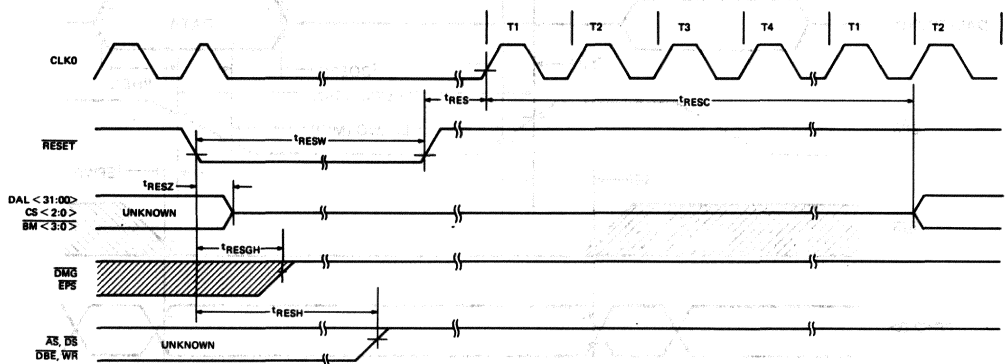 T1 T2 T3 T4 T1 T2
CLK0
tRES
tRESC
tRESW
RESET
tRESZ
DAL < 31:00>
CS < 2:0>
BM < 3:0>
UNKNOWN
tRESGH
DMG
EPS
tRESH
AS, DS
DBE, WR
UNKNOWN